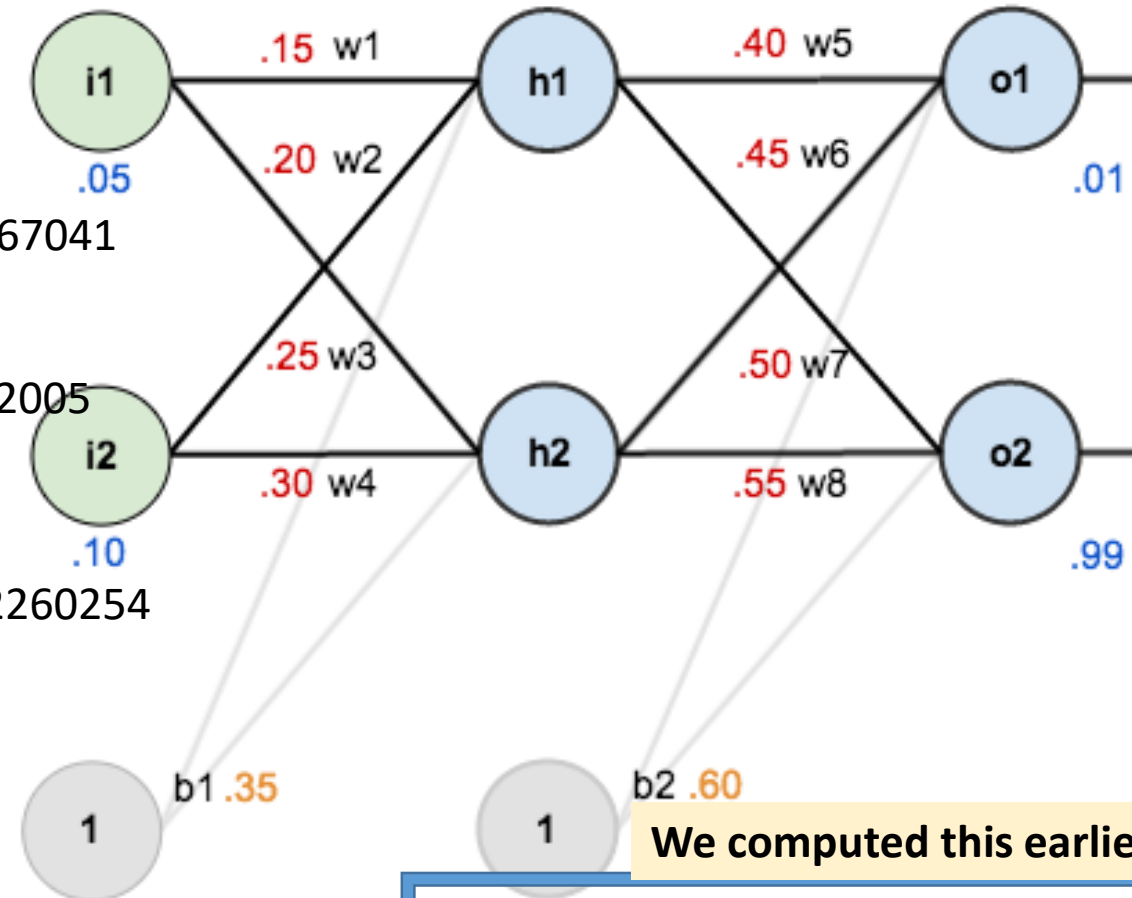 i1
.15 w1
h1
.40 w5
o1
.20 w2
.45 w6
.05
.01
67041
.25 w3
.50 w7
2005
i2
h2
o2
.30 w4
.55 w8
.10
.99
2260254
b1 .35
b2 .60
1
1
We computed this earlie